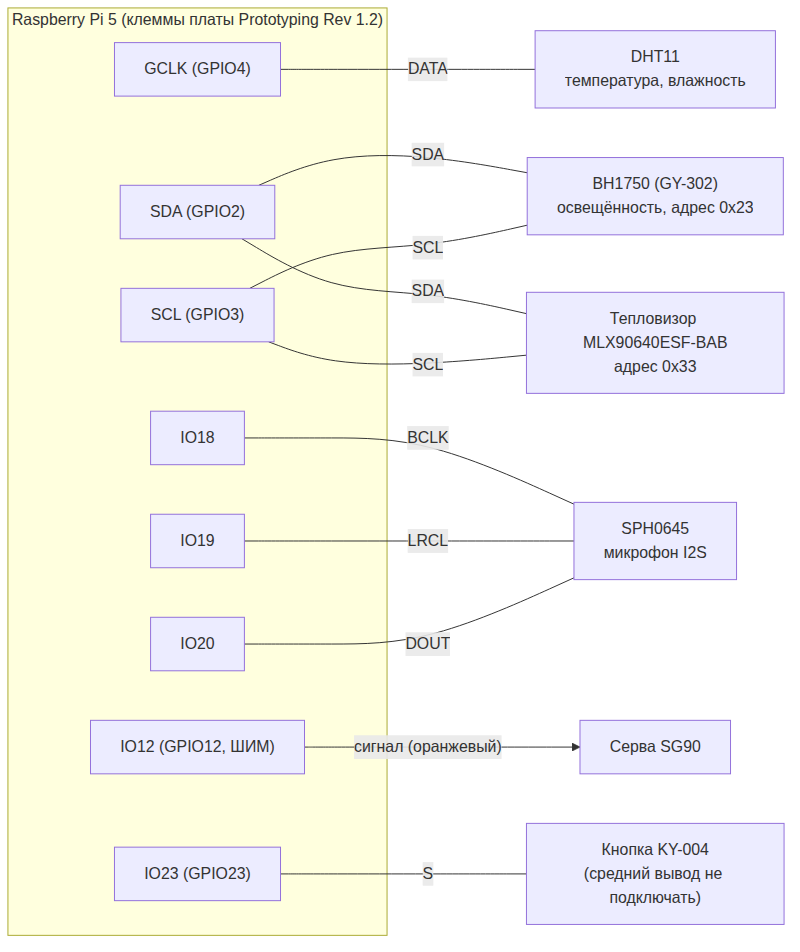 Raspberry Pi 5 (клеммы платы Prototyping Rev 1.2)
GCLK (GPIO4)
DATA
DHT11
температура, влажность
SDA (GPIO2)
SDA
BH1750 (GY-302)
освещённость, адрес 0x23
SCL
SCL (GPIO3)
SDA
Тепловизор
MLX90640ESF-BAB
адрес 0x33
SCL
IO18
BCLK
IO19
LRCL
SPH0645
микрофон I2S
IO20
DOUT
IO12 (GPIO12, ШИМ)
сигнал (оранжевый)
Серва SG90
IO23 (GPIO23)
S
Кнопка KY-004
(средний вывод не
подключать)